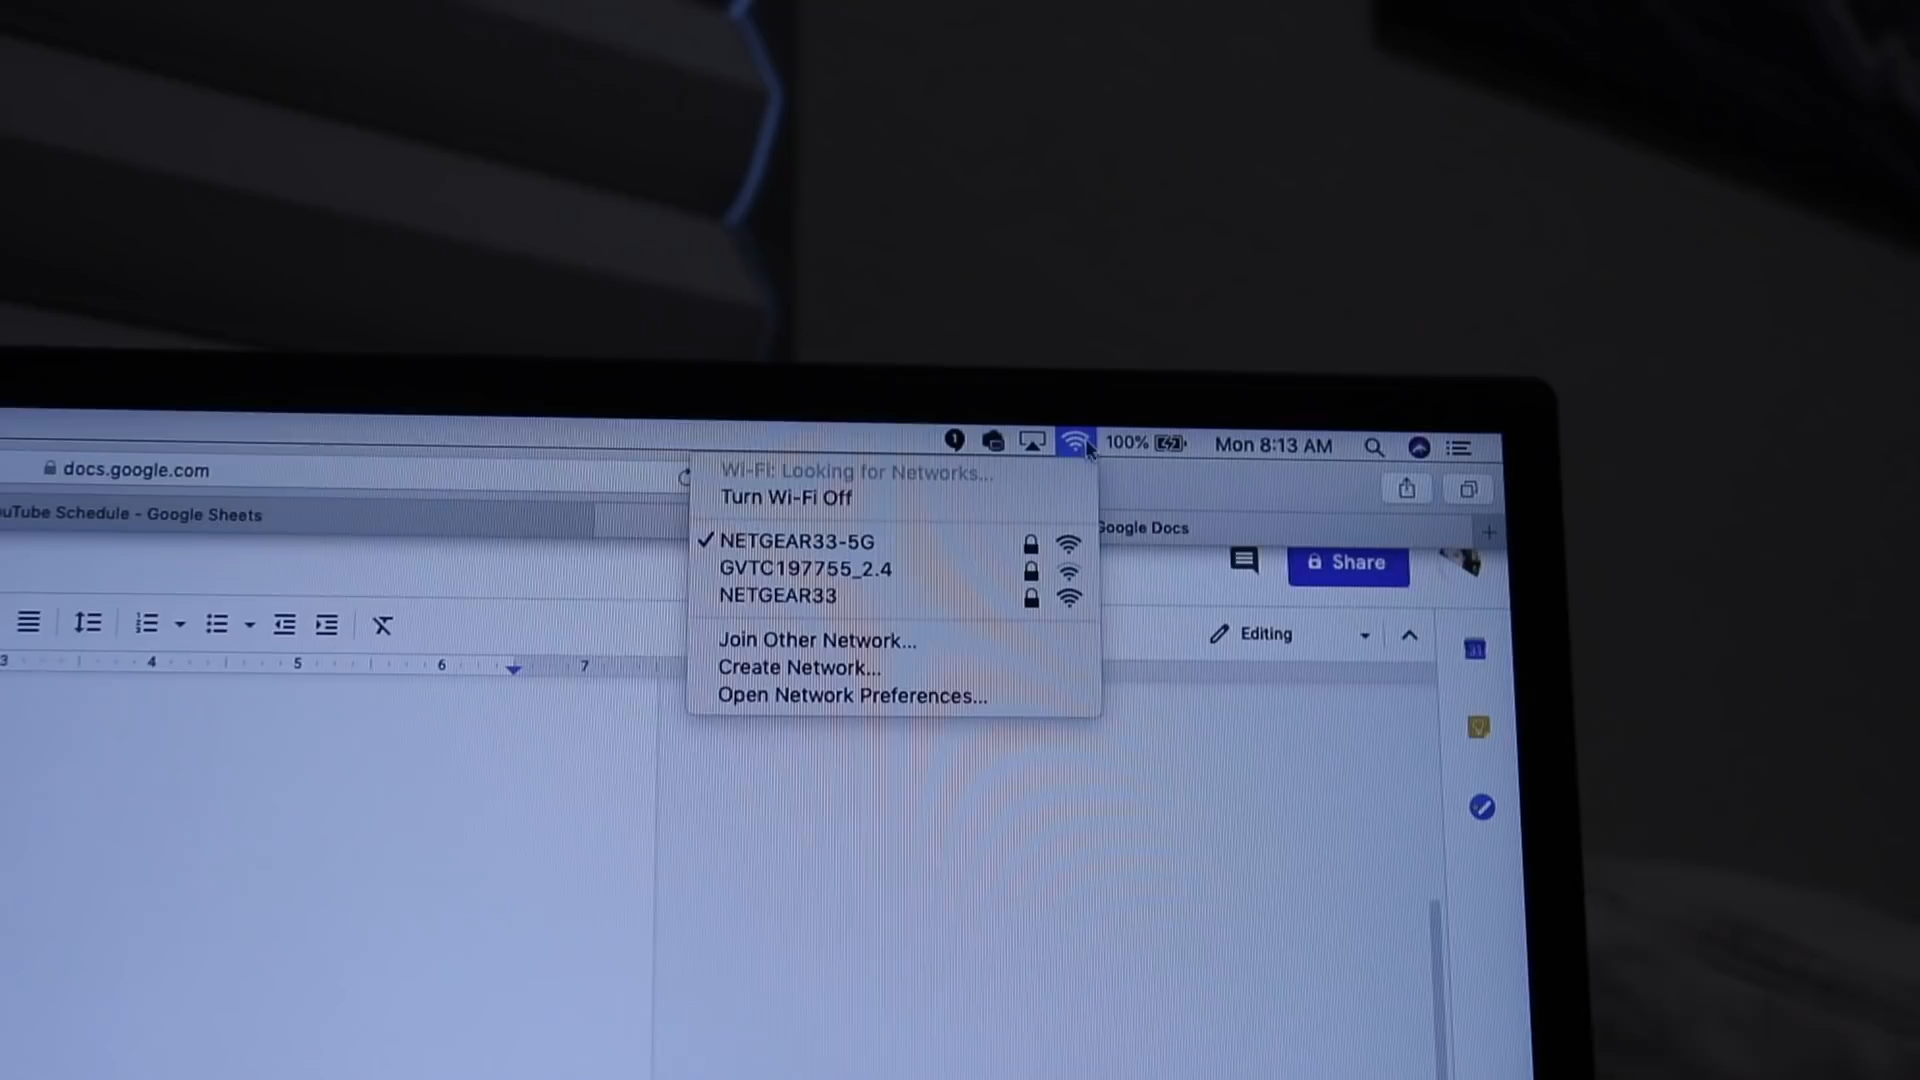 100%
Mon 8:13 AM
docs.google.com
uTube Schedule - Google Sheets
Google Docs
Wi-Fi: Looking for Networks...
Turn Wi-Fi Off
NETGEAR33-5G
GVTC197755_2.4
NETGEAR33
Join Other Network...
Create Network...
Open Network Preferences...
Share
Editing
3 4 5 6 7
31